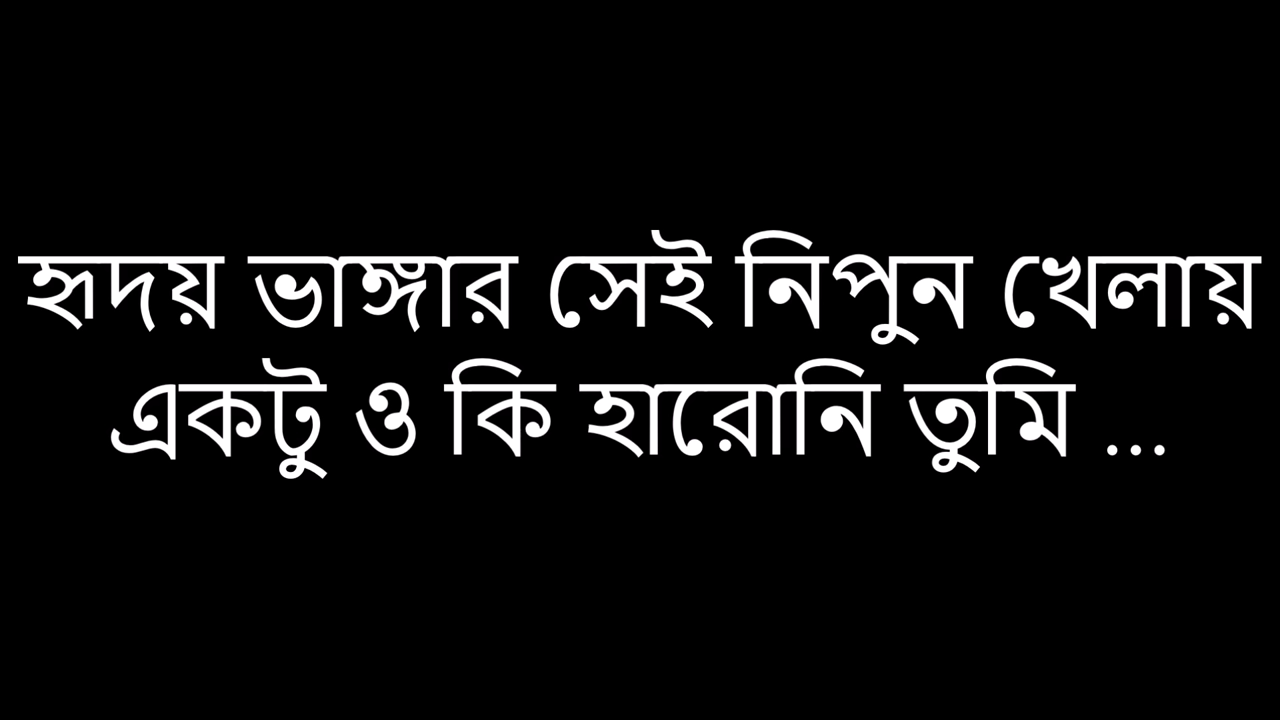 হৃদয় ভাঙ্গার সেই নিপুন খেলায়
একটু ও কি হারোনি তুমি ...